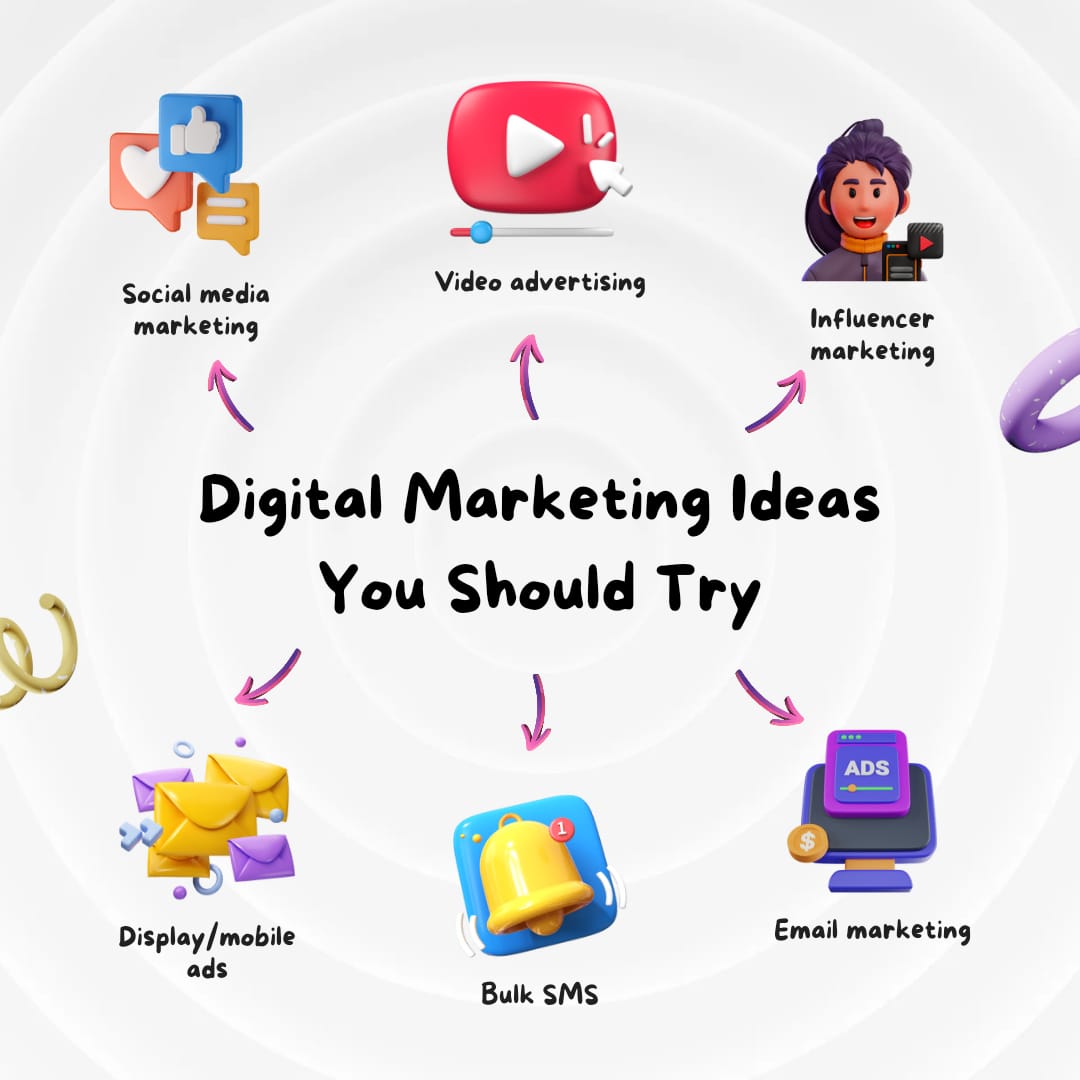 Social media
marketing
Video advertising
Influencer
marketing
Digital Marketing Ideas
You Should Try
ADS
$
1
Display/mobile
ads
Bulk SMS
Email marketing